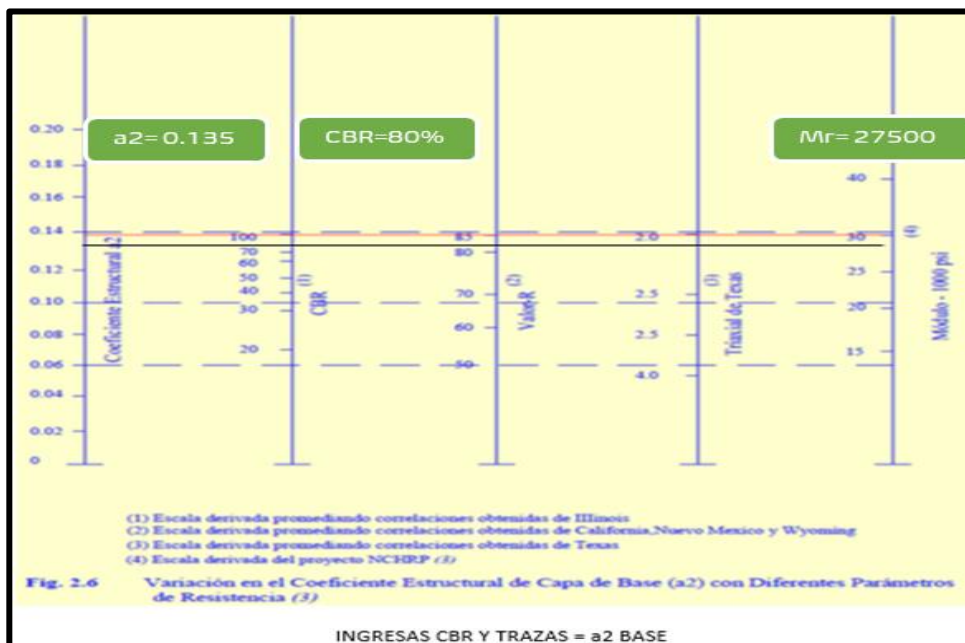 a2= 0.135
CBR=80%
Mr= 27500
0.20
0.18
0.16
0.14
0.12
0.10
0.08
0.06
0.04
0.02
0
Coeficiente Estructural a2
100
70
60
50
40
30
20
CBR
(1)
85
80
70
60
50
Valor-R
(2)
2.0
2.5
2.5
4.0
Triaxial de Texas
(3)
40
30
25
20
15
Módulo - 1000 psi
(4)
(1) Escala derivada promediando correlaciones obtenidas de Illinois
(2) Escala derivada promediando correlaciones obtenidas de California,Nuevo Mexico y Wyoming
(3) Escala derivada promediando correlaciones obtenidas de Texas
(4) Escala derivada del proyecto NCHRP (3)
Fig. 2.6 Variación en el Coeficiente Estructural de Capa de Base (a2) con Diferentes Parámetros
de Resistencia (3)
INGRESAS CBR Y TRAZAS = a2 BASE